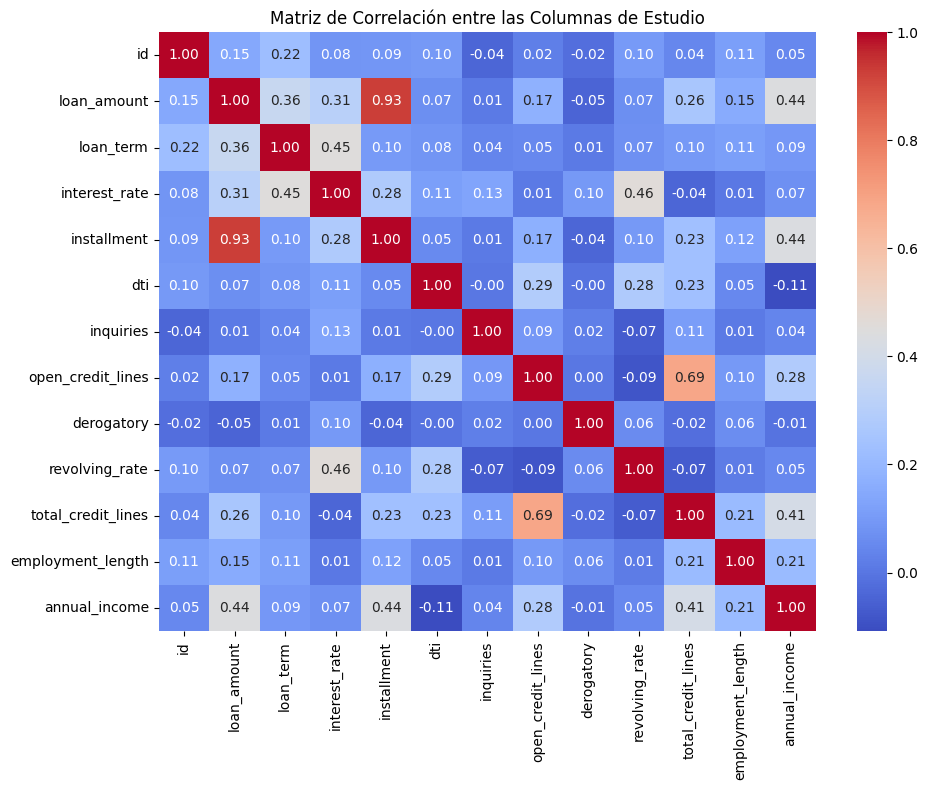 Matriz de Correlación entre las Columnas de Estudio
id 1.00 0.15 0.22 0.08 0.09 0.10 -0.04 0.02 -0.02 0.10 0.04 0.11 0.05
loan_amount 0.15 1.00 0.36 0.31 0.93 0.07 0.01 0.17 -0.05 0.07 0.26 0.15 0.44
loan_term 0.22 0.36 1.00 0.45 0.10 0.08 0.04 0.05 0.01 0.07 0.10 0.11 0.09
interest_rate 0.08 0.31 0.45 1.00 0.28 0.11 0.13 0.01 0.10 0.46 -0.04 0.01 0.07
installment 0.09 0.93 0.10 0.28 1.00 0.05 0.01 0.17 -0.04 0.10 0.23 0.12 0.44
dti 0.10 0.07 0.08 0.11 0.05 1.00 -0.00 0.29 -0.00 0.28 0.23 0.05 -0.11
inquiries -0.04 0.01 0.04 0.13 0.01 -0.00 1.00 0.09 0.02 -0.07 0.11 0.01 0.04
open_credit_lines 0.02 0.17 0.05 0.01 0.17 0.29 0.09 1.00 0.00 -0.09 0.69 0.10 0.28
derogatory -0.02 -0.05 0.01 0.10 -0.04 -0.00 0.02 0.00 1.00 0.06 -0.02 0.06 -0.01
revolving_rate 0.10 0.07 0.07 0.46 0.10 0.28 -0.07 -0.09 0.06 1.00 -0.07 0.01 0.05
total_credit_lines 0.04 0.26 0.10 -0.04 0.23 0.23 0.11 0.69 -0.02 -0.07 1.00 0.21 0.41
employment_length 0.11 0.15 0.11 0.01 0.12 0.05 0.01 0.10 0.06 0.01 0.21 1.00 0.21
annual_income 0.05 0.44 0.09 0.07 0.44 -0.11 0.04 0.28 -0.01 0.05 0.41 0.21 1.00
id
loan_amount
loan_term
interest_rate
installment
dti
inquiries
open_credit_lines
derogatory
revolving_rate
total_credit_lines
employment_length
annual_income
1.0
0.8
0.6
0.4
0.2
0.0